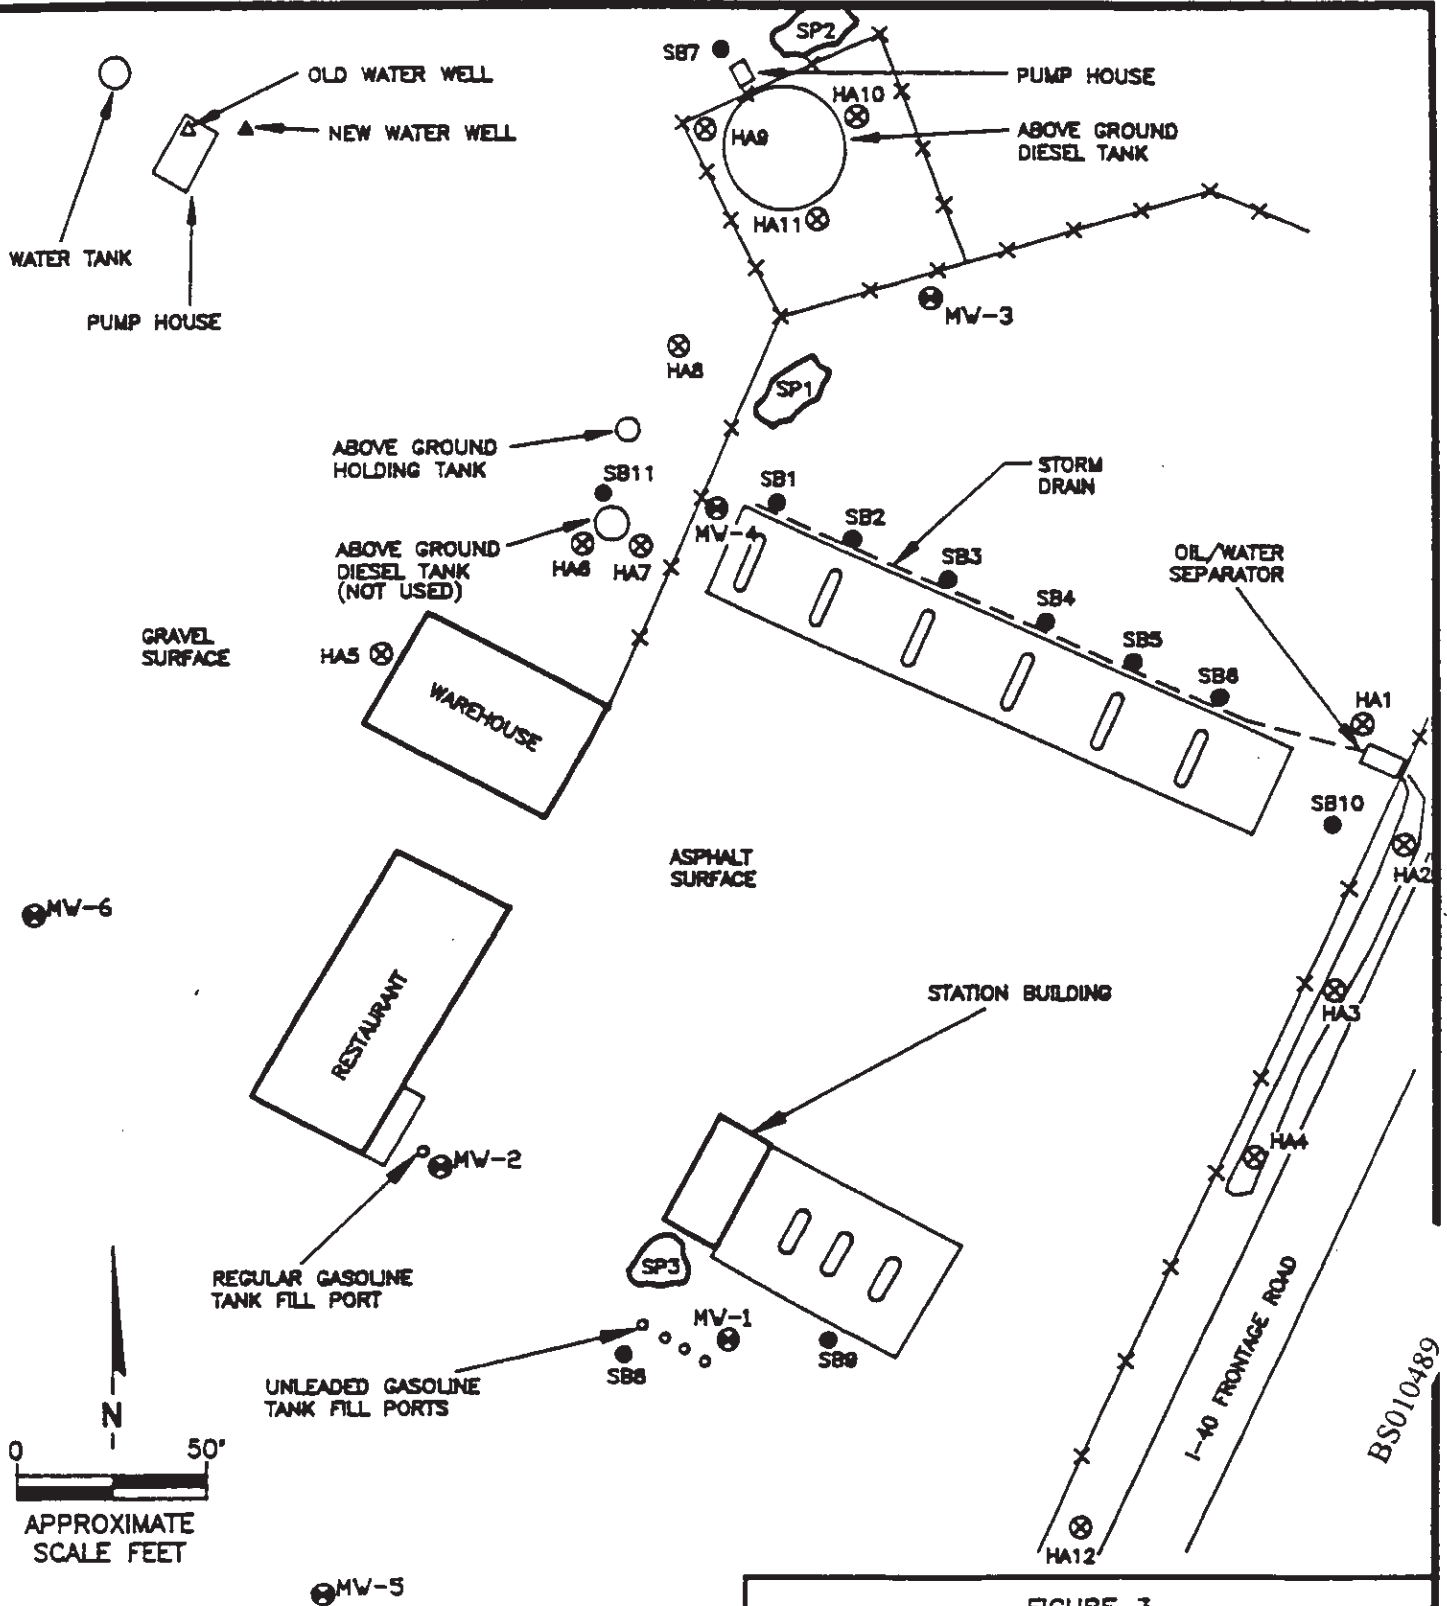 SP2
SB7
OLD WATER WELL
PUMP HOUSE
HA10
NEW WATER WELL
HA9
ABOVE GROUND
DIESEL TANK
HA11
WATER TANK
PUMP HOUSE
MW-3
HA8
SP1
ABOVE GROUND
HOLDING TANK
SB11
SB1
STORM
DRAIN
SB2
MW-4
ABOVE GROUND
DIESEL TANK
(NOT USED)
HA6
HA7
SB3
OIL/WATER
SEPARATOR
SB4
GRAVEL
SURFACE
HA5
SB5
SB6
WAREHOUSE
HA1
SB10
ASPHALT
SURFACE
HA2
MW-6
RESTAURANT
STATION BUILDING
HA3
HA4
MW-2
SP3
REGULAR GASOLINE
TANK FILL PORT
MW-1
SB8
SB9
UNLEADED GASOLINE
TANK FILL PORTS
I-40 FRONTAGE ROAD
BS010489
N
0 50'
APPROXIMATE
SCALE FEET
HA12
MW-5
FIGURE 3